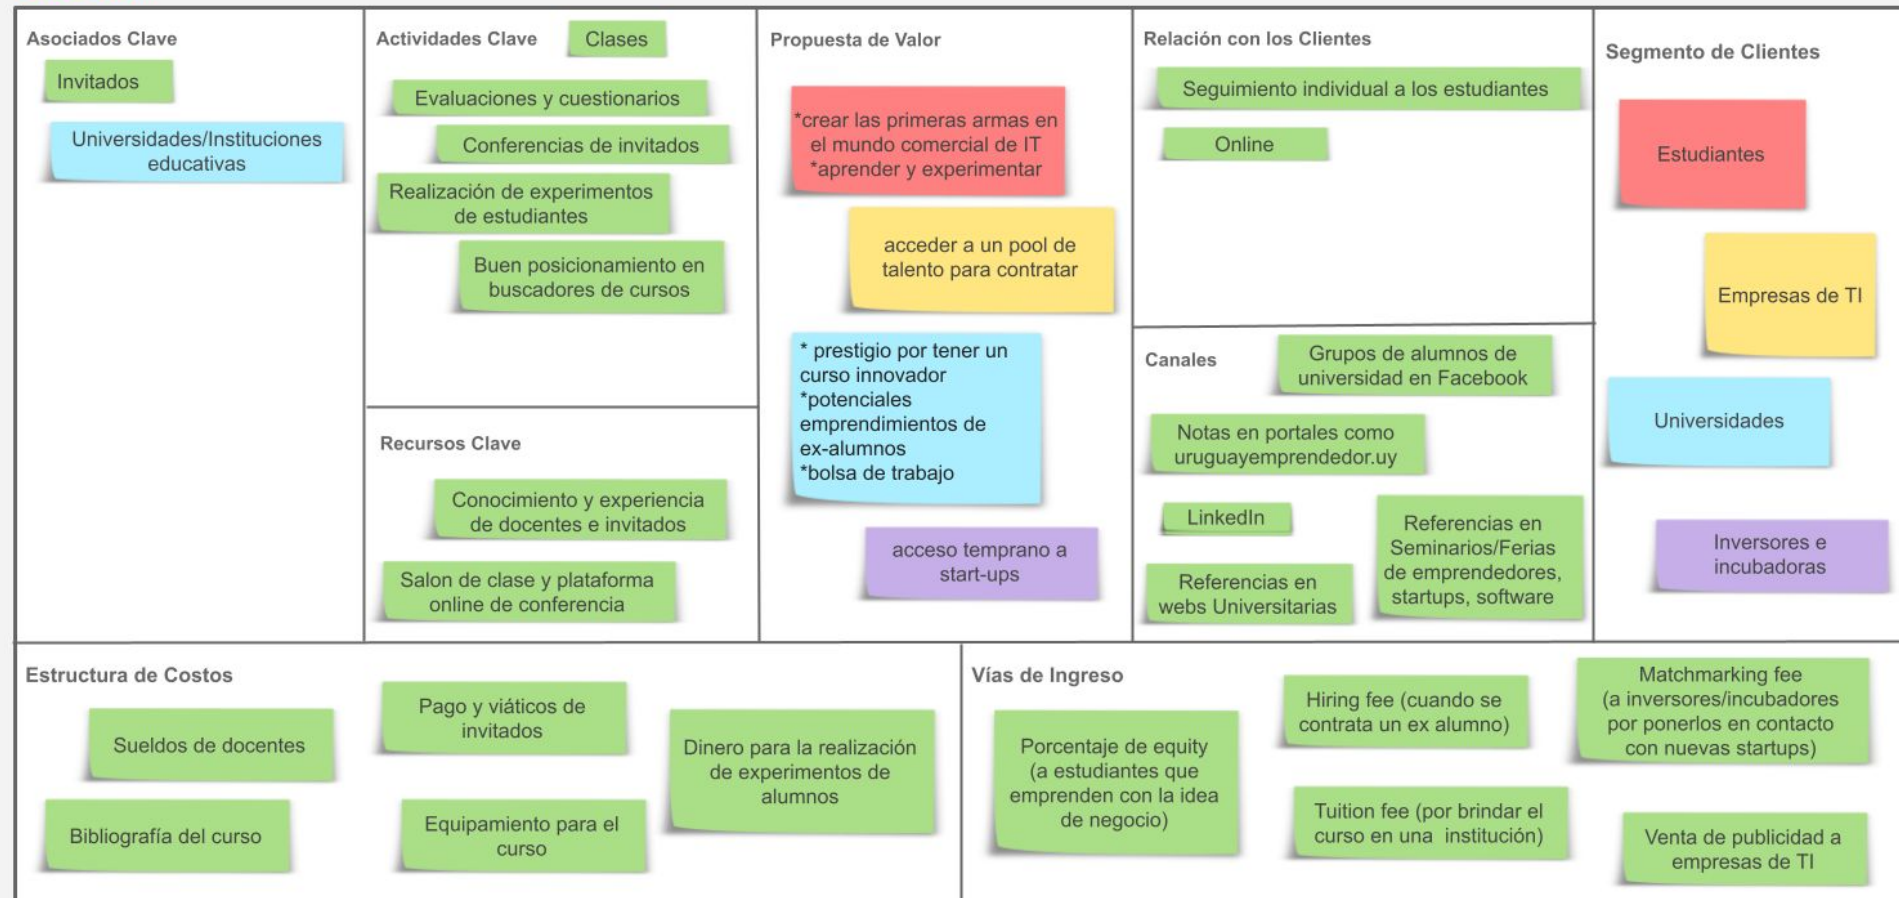 Asociados Clave
Invitados
Universidades/Instituciones
educativas
Actividades Clave
Clases
Evaluaciones y cuestionarios
Conferencias de invitados
Realización de experimentos
de estudiantes
Buen posicionamiento en
buscadores de cursos
Recursos Clave
Conocimiento y experiencia
de docentes e invitados
Salon de clase y plataforma
online de conferencia
Propuesta de Valor
*crear las primeras armas en
el mundo comercial de IT
*aprender y experimentar
acceder a un pool de
talento para contratar
* prestigio por tener un
curso innovador
*potenciales
emprendimientos de
ex-alumnos
*bolsa de trabajo
acceso temprano a
start-ups
Relación con los Clientes
Seguimiento individual a los estudiantes
Online
Canales
Grupos de alumnos de
universidad en Facebook
Notas en portales como
uruguayemprendedor.uy
LinkedIn
Referencias en
Seminarios/Ferias
de emprendedores,
startups, software
Referencias en
webs Universitarias
Segmento de Clientes
Estudiantes
Empresas de TI
Universidades
Inversores e
incubadoras
Estructura de Costos
Sueldos de docentes
Pago y viáticos de
invitados
Dinero para la realización
de experimentos de
alumnos
Bibliografía del curso
Equipamiento para el
curso
Vías de Ingreso
Porcentaje de equity
(a estudiantes que
emprenden con la idea
de negocio)
Hiring fee (cuando se
contrata un ex alumno)
Matchmarking fee
(a inversores/incubadores
por ponerlos en contacto
con nuevas startups)
Tuition fee (por brindar el
curso en una institución)
Venta de publicidad a
empresas de TI